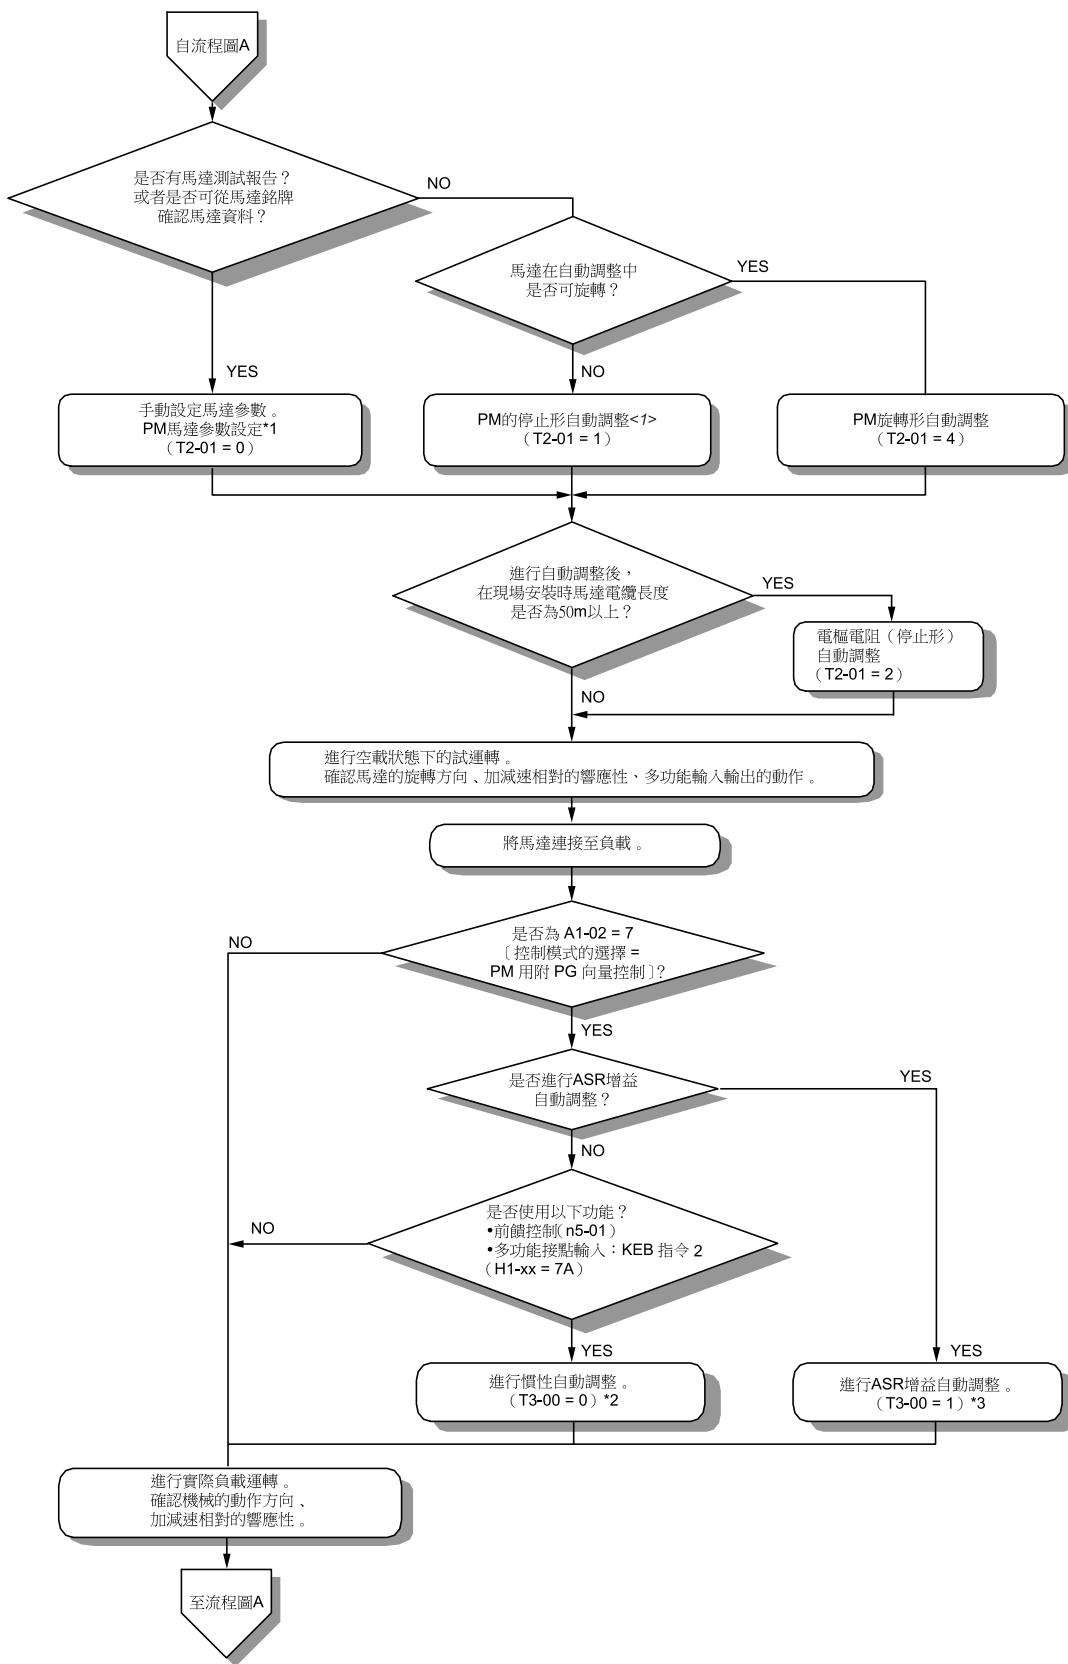 自流程圖A
是否有馬達測試報告？
或者是否可從馬達銘牌
確認馬達資料？
NO
馬達在自動調整中
是否可旋轉？
YES
YES
NO
手動設定馬達參數。
PM馬達參數設定*1
（T2-01 = 0）
PM的停止形自動調整<1>
（T2-01 = 1）
PM旋轉形自動調整
（T2-01 = 4）
進行自動調整後，
在現場安裝時馬達電纜長度
是否為50m以上？
YES
電樞電阻（停止形）
自動調整
（T2-01 = 2）
NO
進行空載狀態下的試運轉。
確認馬達的旋轉方向、加減速相對的響應性、多功能輸入輸出的動作。
將馬達連接至負載。
是否為 A1-02 = 7
〔控制模式的選擇 =
PM 用附 PG 向量控制〕?
NO
YES
是否進行ASR增益
自動調整？
YES
NO
是否使用以下功能？
•前饋控制(n5-01)
•多功能接點輸入：KEB 指令 2
（H1-xx = 7A）
NO
YES
YES
進行慣性自動調整。
（T3-00 = 0）*2
進行ASR增益自動調整。
（T3-00 = 1）*3
進行實際負載運轉。
確認機械的動作方向、
加減速相對的響應性。
至流程圖A